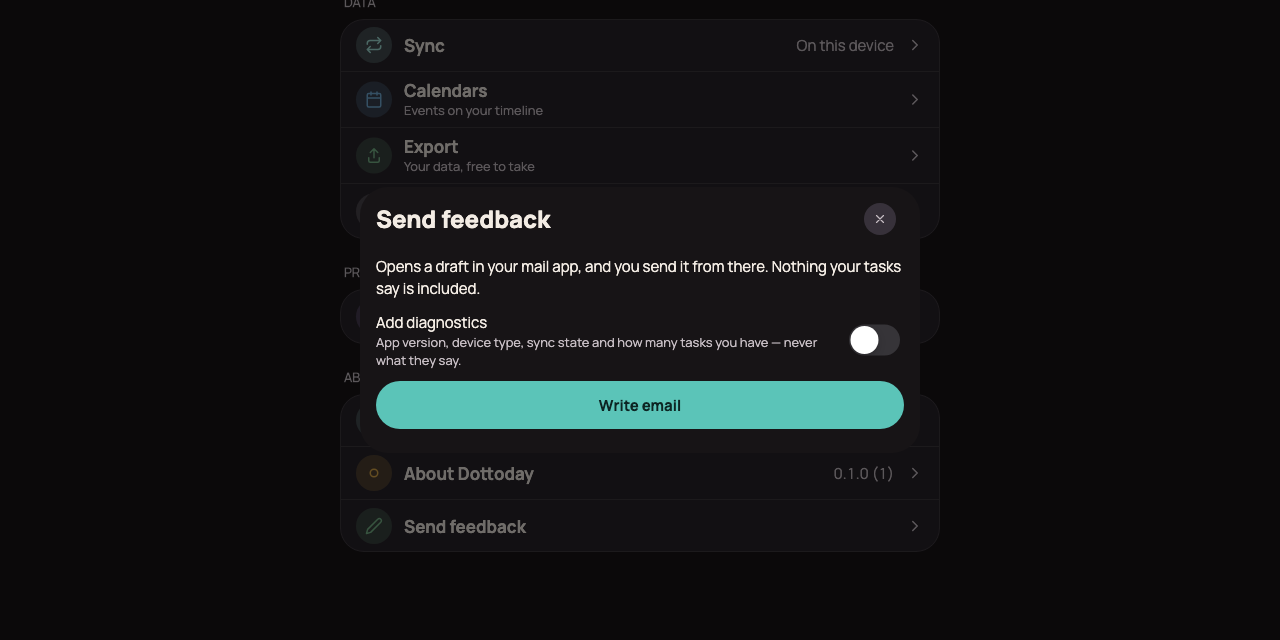 DATA
Sync
On this device
Calendars
Events on your timeline
Export
Your data, free to take
Send feedback
Opens a draft in your mail app, and you send it from there. Nothing your tasks
say is included.
Add diagnostics
App version, device type, sync state and how many tasks you have — never
what they say.
Write email
PR
AB
About Dottoday
0.1.0 (1)
Send feedback